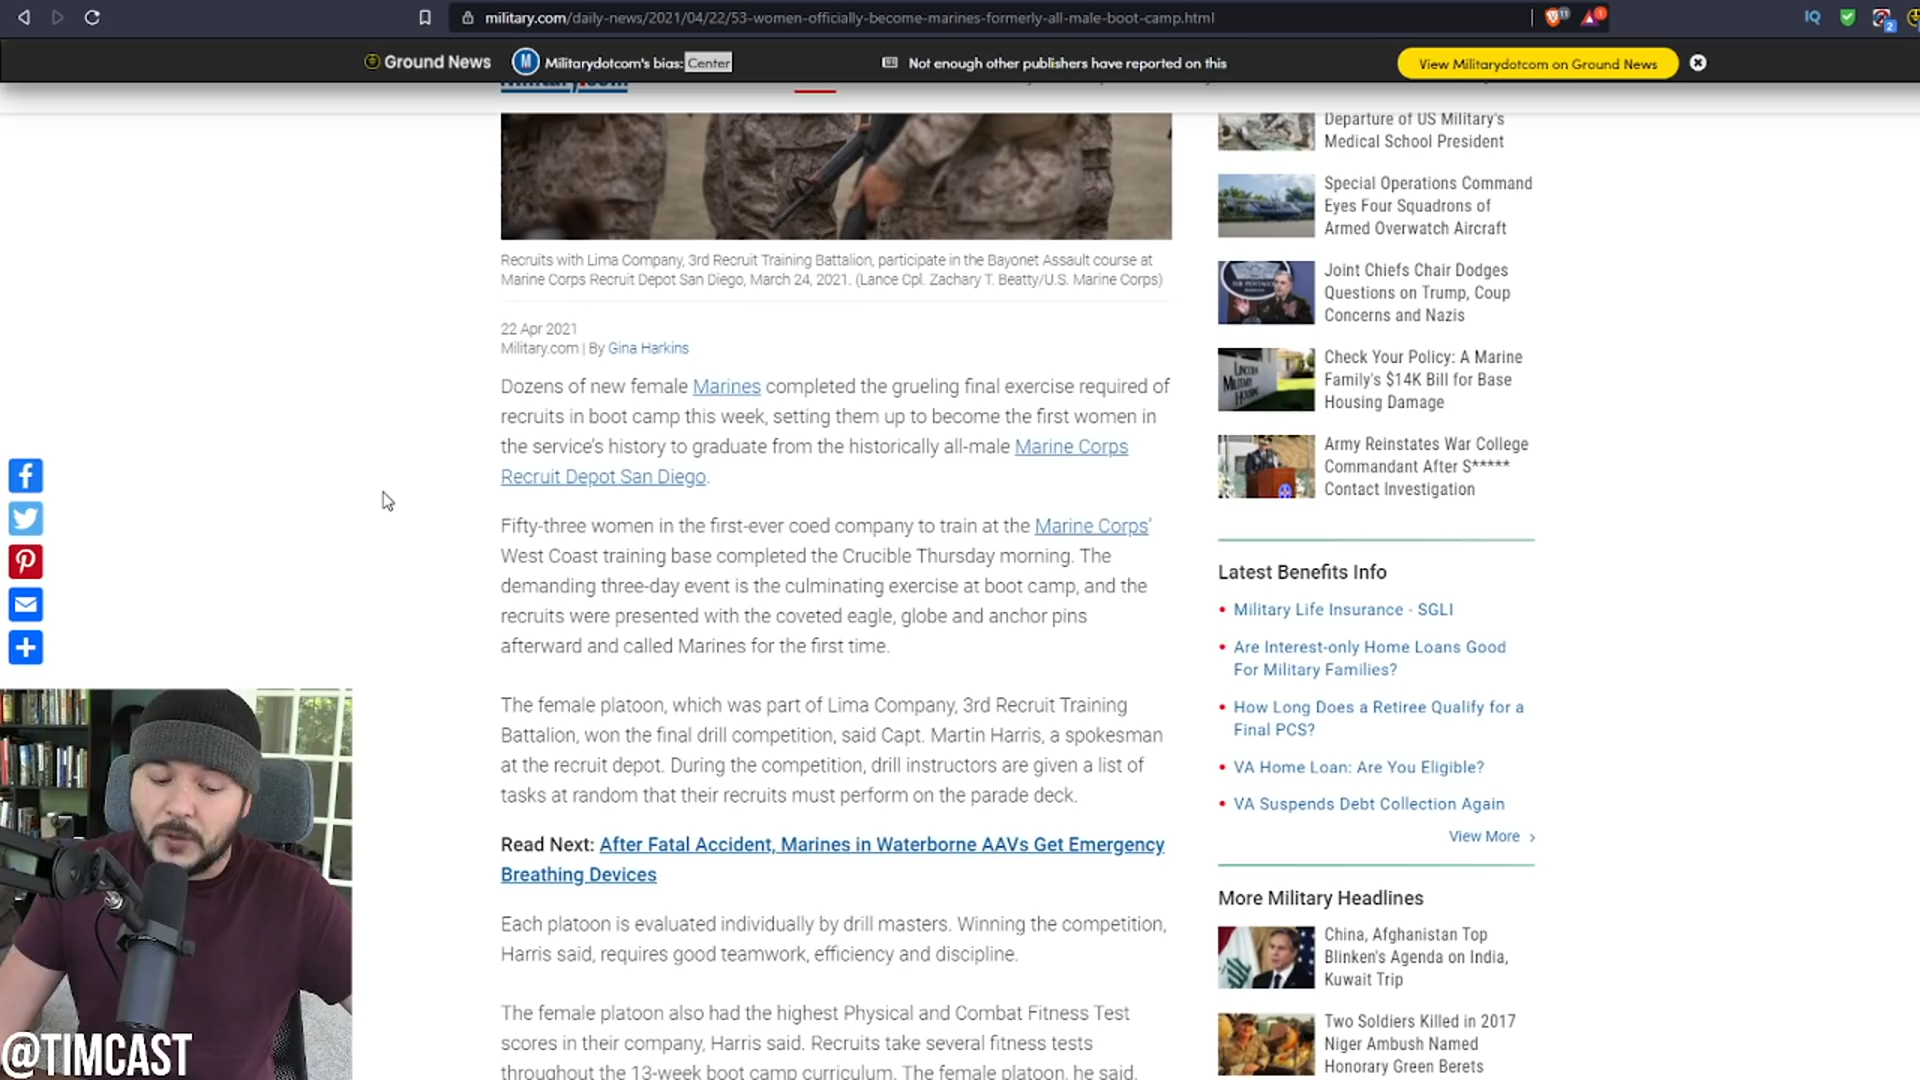 military.com/daily-news/2021/04/22/53-women-officially-become-marines-formerly-all-male-boot-camp.html
Ground News
M
Militarydotcom's bias: Center
Not enough other publishers have reported on this
View Militarydotcom on Ground News
Military.com
Recruits with Lima Company, 3rd Recruit Training Battalion, participate in the Bayonet Assault course at
Marine Corps Recruit Depot San Diego, March 24, 2021. (Lance Cpl. Zachary T. Beatty/U.S. Marine Corps)
22 Apr 2021
Military.com | By Gina Harkins
Dozens of new female Marines completed the grueling final exercise required of
recruits in boot camp this week, setting them up to become the first women in
the service's history to graduate from the historically all-male Marine Corps
Recruit Depot San Diego.
Fifty-three women in the first-ever coed company to train at the Marine Corps'
West Coast training base completed the Crucible Thursday morning. The
demanding three-day event is the culminating exercise at boot camp, and the
recruits were presented with the coveted eagle, globe and anchor pins
afterward and called Marines for the first time.
The female platoon, which was part of Lima Company, 3rd Recruit Training
Battalion, won the final drill competition, said Capt. Martin Harris, a spokesman
at the recruit depot. During the competition, drill instructors are given a list of
tasks at random that their recruits must perform on the parade deck.
Read Next: After Fatal Accident, Marines in Waterborne AAVs Get Emergency
Breathing Devices
Each platoon is evaluated individually by drill masters. Winning the competition,
Harris said, requires good teamwork, efficiency and discipline.
The female platoon also had the highest Physical and Combat Fitness Test
scores in their company, Harris said. Recruits take several fitness tests
throughout the 13-week boot camp curriculum. The female platoon, he said,
Departure of US Military's
Medical School President
Special Operations Command
Eyes Four Squadrons of
Armed Overwatch Aircraft
Joint Chiefs Chair Dodges
Questions on Trump, Coup
Concerns and Nazis
Check Your Policy: A Marine
Family's $14K Bill for Base
Housing Damage
Army Reinstates War College
Commandant After S*****
Contact Investigation
Latest Benefits Info
Military Life Insurance - SGLI
Are Interest-only Home Loans Good
For Military Families?
How Long Does a Retiree Qualify for a
Final PCS?
VA Home Loan: Are You Eligible?
VA Suspends Debt Collection Again
View More
More Military Headlines
China, Afghanistan Top
Blinken's Agenda on India,
Kuwait Trip
Two Soldiers Killed in 2017
Niger Ambush Named
Honorary Green Berets
@TIMCAST